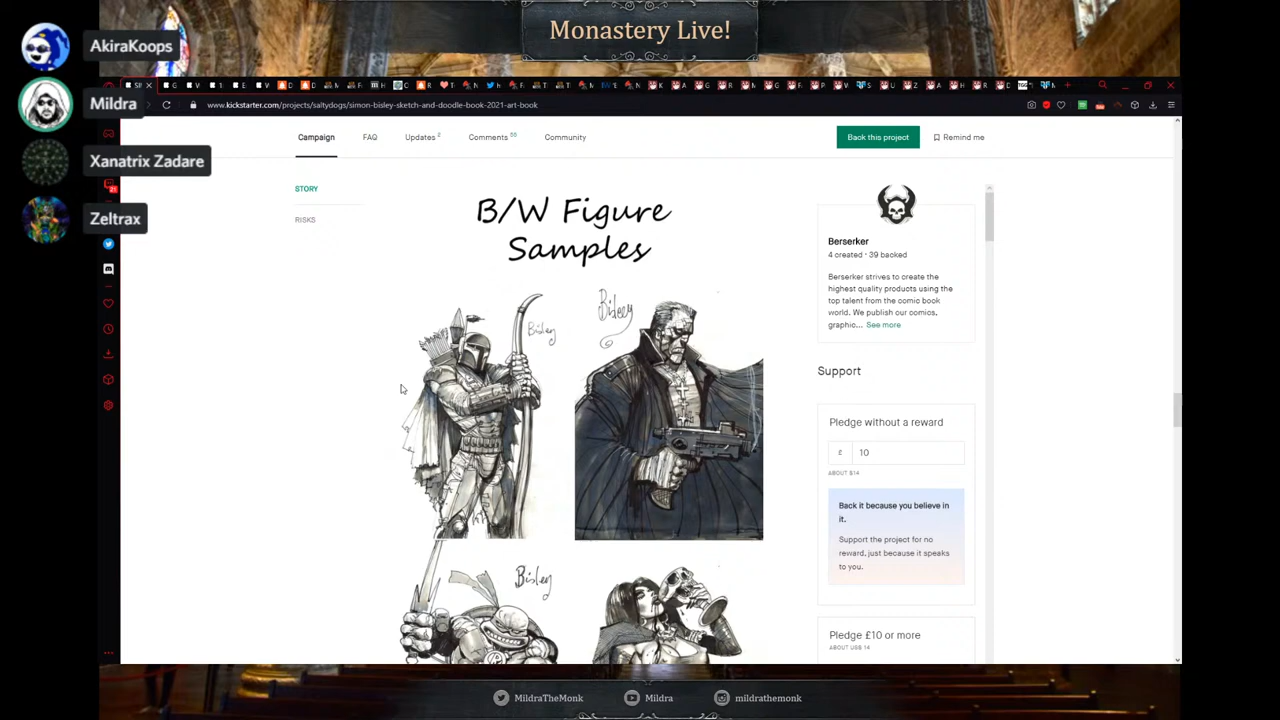 Monastery Live!
AkiraKoops
Mildra
Xanatrix Zadare
Zeltrax
www.kickstarter.com/projects/saltydogs/simon-bisley-sketch-and-doodle-book-2021-art-book
Campaign
FAQ
Updates 2
Comments
Community
Back this project
Remind me
STORY
RISKS
B/W Figure
Samples
Bisley
Bisley
Bisley
Berserker
4 created · 39 backed
Berserker strives to create the
highest quality products using the
top talent from the comic book
world. We publish our comics,
graphic... See more
Support
Pledge without a reward
£ 10
ABOUT $14
Back it because you believe in
it.
Support the project for no
reward, just because it speaks
to you.
Pledge £10 or more
ABOUT US$ 14
MildraTheMonk
Mildra
mildrathemonk